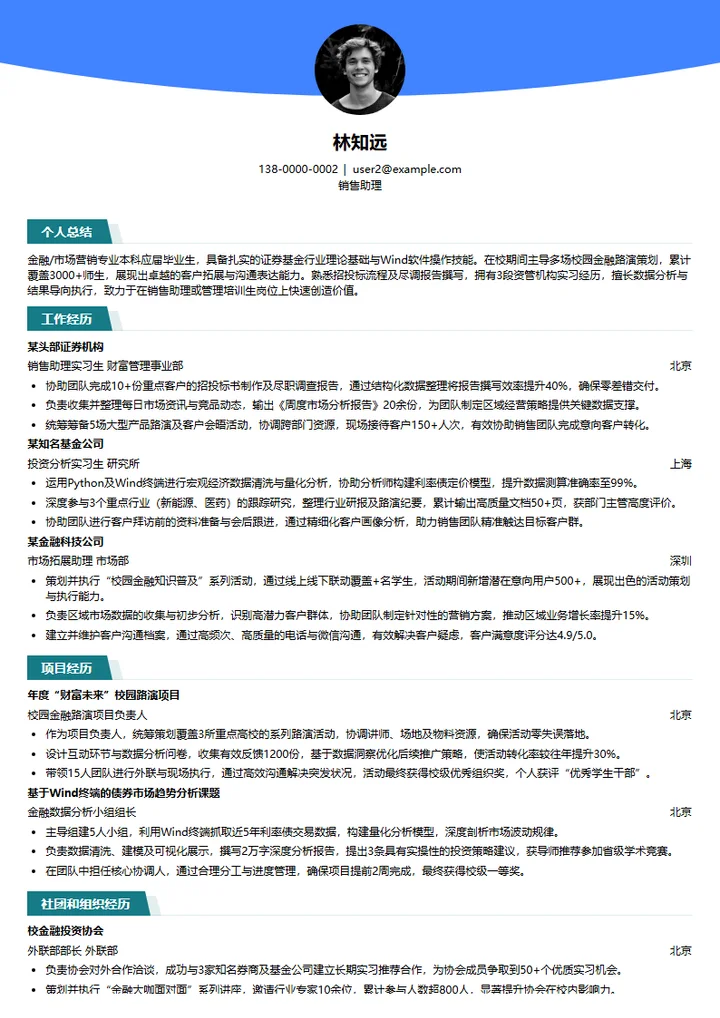 林知远
138-0000-0002 | user2@example.com
销售助理
个人总结
金融/市场营销专业本科应届毕业生，具备扎实的证券基金行业理论基础与Wind软件操作技能。在校期间主导多场校园金融路演策划，累计
覆盖3000+师生，展现出卓越的客户拓展与沟通表达能力。熟悉招投标流程及尽调报告撰写，拥有3段资管机构实习经历，擅长数据分析与
结果导向执行，致力于在销售助理或管理培训生岗位上快速创造价值。
工作经历
某头部证券机构
销售助理实习生 财富管理事业部 北京
• 协助团队完成10+份重点客户的招投标书制作及尽职调查报告，通过结构化数据整理将报告撰写效率提升40%，确保零差错交付。
• 负责收集并整理每日市场资讯与竞品动态，输出《周度市场分析报告》20余份，为团队制定区域经营策略提供关键数据支撑。
• 统筹筹备5场大型产品路演及客户会晤活动，协调跨部门资源，现场接待客户150+人次，有效协助销售团队完成意向客户转化。
某知名基金公司
投资分析实习生 研究所 上海
• 运用Python及Wind终端进行宏观经济数据清洗与量化分析，协助分析师构建利率债定价模型，提升数据测算准确率至99%。
• 深度参与3个重点行业（新能源、医药）的跟踪研究，整理行业研报及路演纪要，累计输出高质量文档50+页，获部门主管高度评价。
• 协助团队进行客户拜访前的资料准备与会后跟进，通过精细化客户画像分析，助力销售团队精准触达目标客户群。
某金融科技公司
市场拓展助理 市场部 深圳
• 策划并执行“校园金融知识普及”系列活动，通过线上线下联动覆盖+名学生，活动期间新增潜在意向用户500+，展现出色的活动策划
与执行能力。
• 负责区域市场数据的收集与初步分析，识别高潜力客户群体，协助团队制定针对性的营销方案，推动区域业务增长率提升15%。
• 建立并维护客户沟通档案，通过高频次、高质量的电话与微信沟通，有效解决客户疑虑，客户满意度评分达4.9/5.0。
项目经历
年度“财富未来”校园路演项目
校园金融路演项目负责人 北京
• 作为项目负责人，统筹策划覆盖3所重点高校的系列路演活动，协调讲师、场地及物料资源，确保活动零失误落地。
• 设计互动环节与数据分析问卷，收集有效反馈1200份，基于数据洞察优化后续推广策略，使活动转化率较往年提升30%。
• 带领15人团队进行外联与现场执行，通过高效沟通解决突发状况，活动最终获得校级优秀组织奖，个人获评“优秀学生干部”。
基于Wind终端的债券市场趋势分析课题
金融数据分析小组组长 北京
• 主导组建5人小组，利用Wind终端抓取近5年利率债交易数据，构建量化分析模型，深度剖析市场波动规律。
• 负责数据清洗、建模及可视化展示，撰写2万字深度分析报告，提出3条具有实操性的投资策略建议，获导师推荐参加省级学术竞赛。
• 在团队中担任核心协调人，通过合理分工与进度管理，确保项目提前2周完成，最终获得校级一等奖。
社团和组织经历
校金融投资协会
外联部部长 外联部 北京
• 负责协会对外合作洽谈，成功与3家知名券商及基金公司建立长期实习推荐合作，为协会成员争取到50+个优质实习机会。
• 策划并执行“金融大咖面对面”系列讲座，邀请行业专家10余位，累计参与人数超800人，显著提升协会在校内影响力。